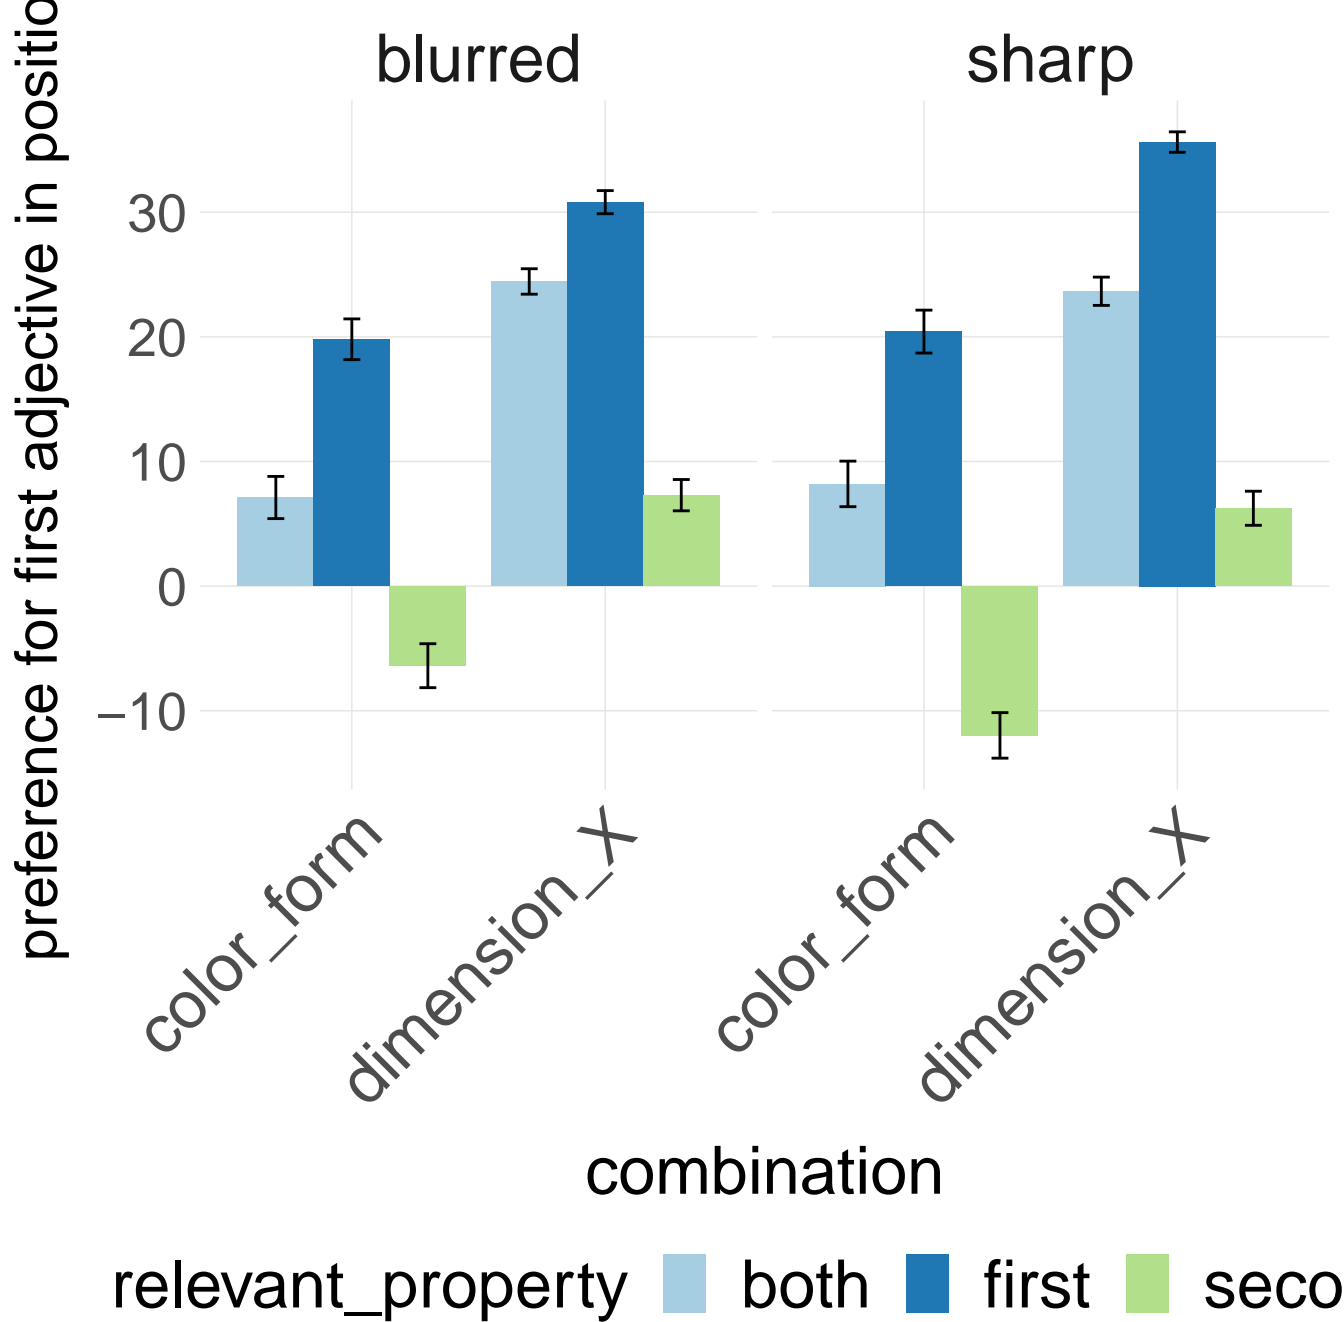 blurred sharp
preference for first adjective in positio
30
20
10
0
−10
color_form dimension_x color_form dimension_x
combination
relevant_property both first seco